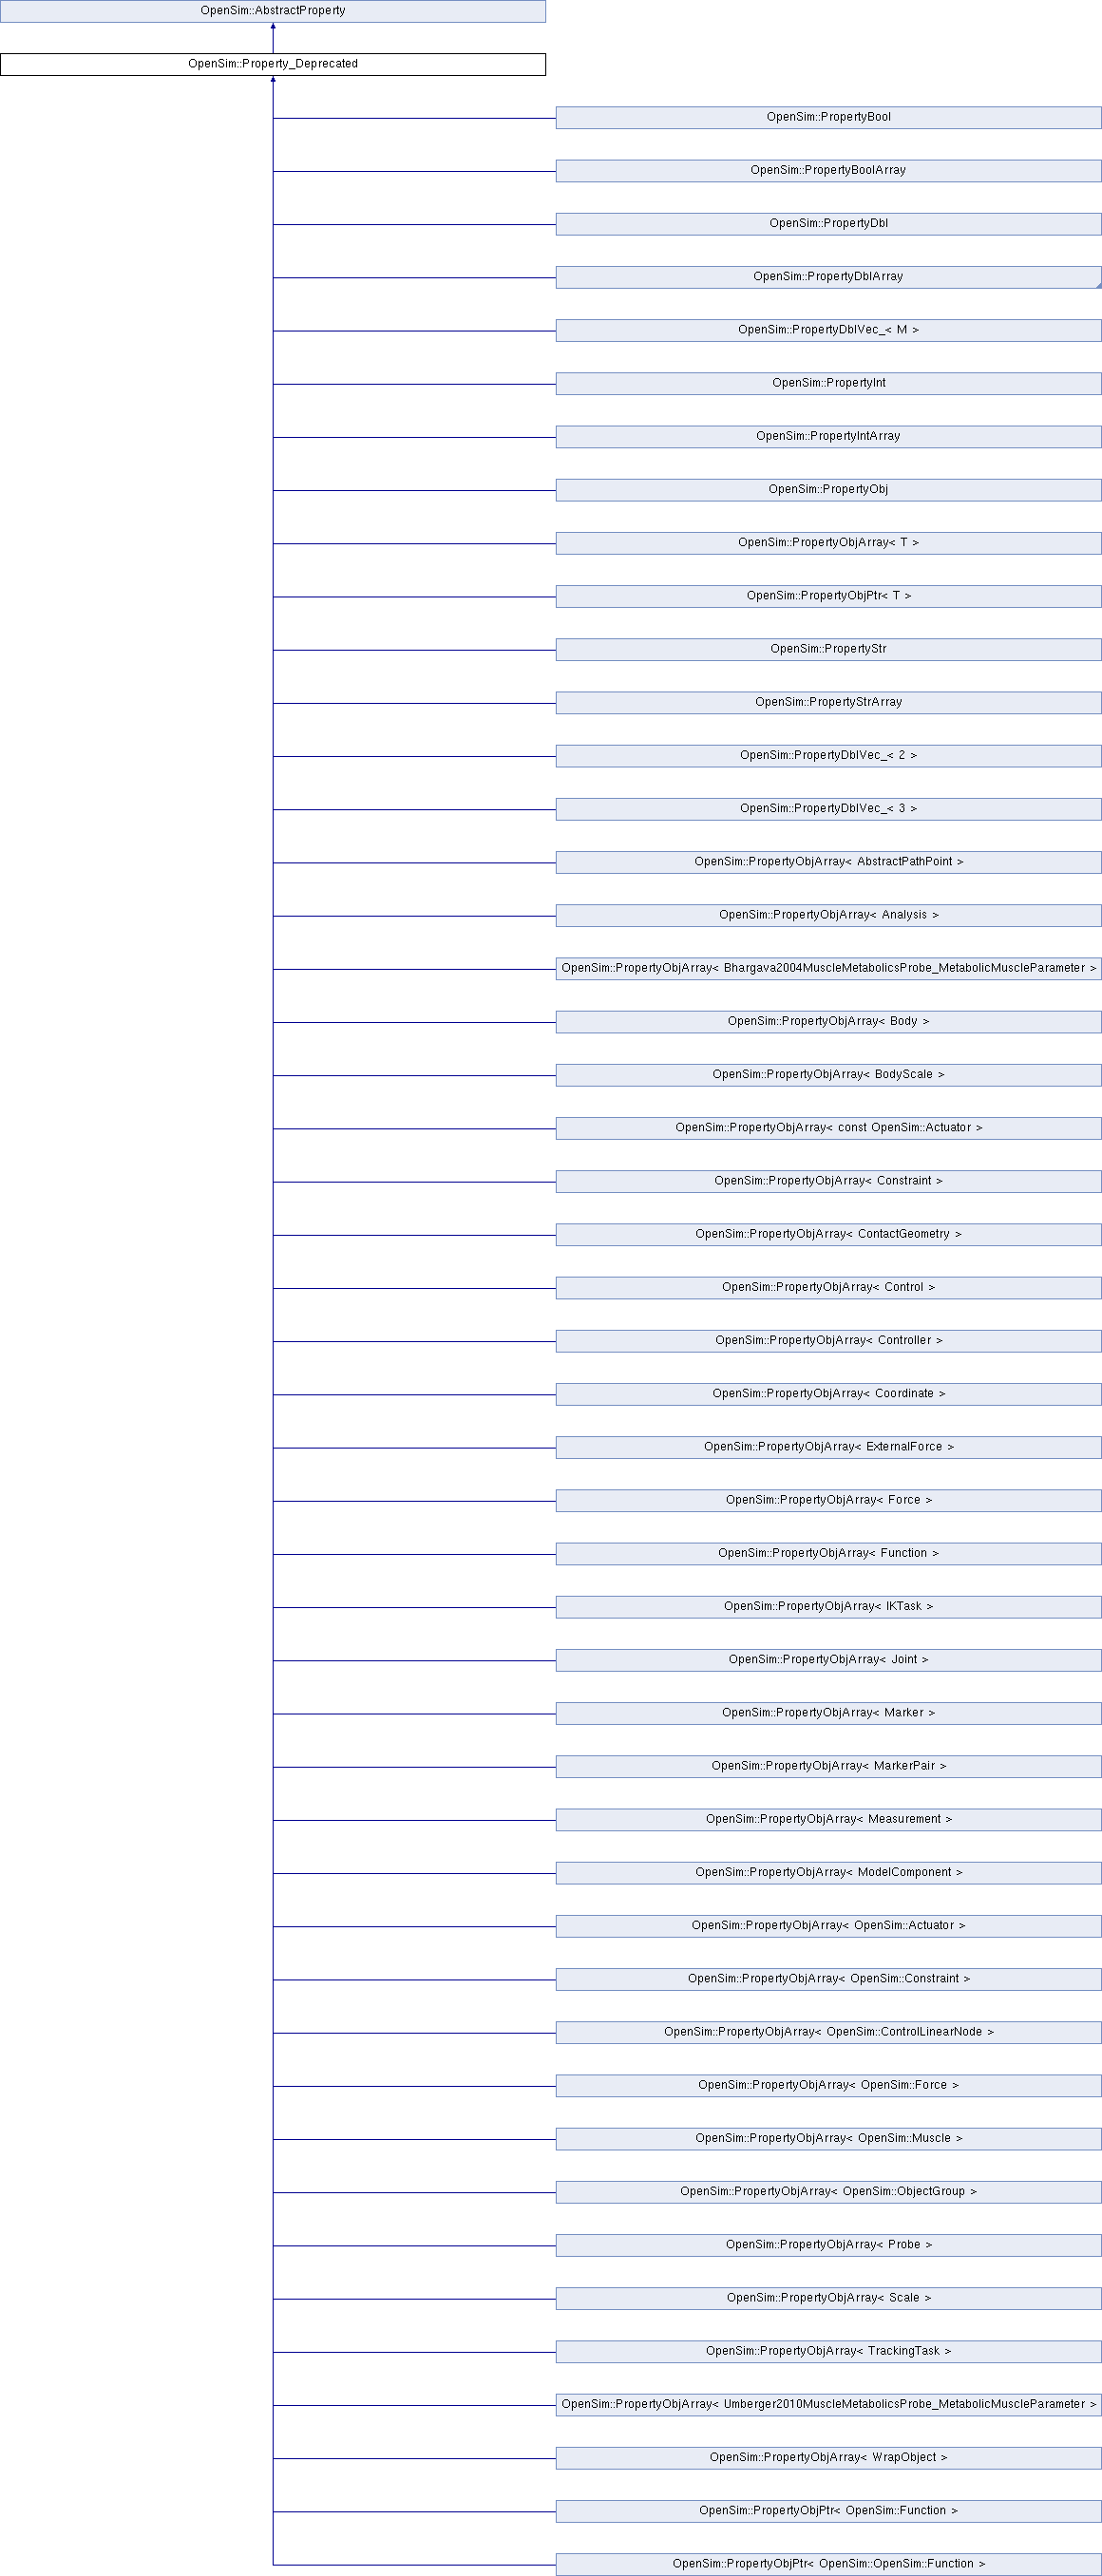 OpenSim::AbstractProperty
OpenSim::Property_Deprecated
OpenSim::PropertyBool
OpenSim::PropertyBoolArray
OpenSim::PropertyDbl
OpenSim::PropertyDblArray
OpenSim::PropertyDblVec_< M >
OpenSim::PropertyInt
OpenSim::PropertyIntArray
OpenSim::PropertyObj
OpenSim::PropertyObjArray< T >
OpenSim::PropertyObjPtr< T >
OpenSim::PropertyStr
OpenSim::PropertyStrArray
OpenSim::PropertyDblVec_< 2 >
OpenSim::PropertyDblVec_< 3 >
OpenSim::PropertyObjArray< AbstractPathPoint >
OpenSim::PropertyObjArray< Analysis >
OpenSim::PropertyObjArray< Bhargava2004MuscleMetabolicsProbe_MetabolicMuscleParameter >
OpenSim::PropertyObjArray< Body >
OpenSim::PropertyObjArray< BodyScale >
OpenSim::PropertyObjArray< const OpenSim::Actuator >
OpenSim::PropertyObjArray< Constraint >
OpenSim::PropertyObjArray< ContactGeometry >
OpenSim::PropertyObjArray< Control >
OpenSim::PropertyObjArray< Controller >
OpenSim::PropertyObjArray< Coordinate >
OpenSim::PropertyObjArray< ExternalForce >
OpenSim::PropertyObjArray< Force >
OpenSim::PropertyObjArray< Function >
OpenSim::PropertyObjArray< IKTask >
OpenSim::PropertyObjArray< Joint >
OpenSim::PropertyObjArray< Marker >
OpenSim::PropertyObjArray< MarkerPair >
OpenSim::PropertyObjArray< Measurement >
OpenSim::PropertyObjArray< ModelComponent >
OpenSim::PropertyObjArray< OpenSim::Actuator >
OpenSim::PropertyObjArray< OpenSim::Constraint >
OpenSim::PropertyObjArray< OpenSim::ControlLinearNode >
OpenSim::PropertyObjArray< OpenSim::Force >
OpenSim::PropertyObjArray< OpenSim::Muscle >
OpenSim::PropertyObjArray< OpenSim::ObjectGroup >
OpenSim::PropertyObjArray< Probe >
OpenSim::PropertyObjArray< Scale >
OpenSim::PropertyObjArray< TrackingTask >
OpenSim::PropertyObjArray< Umberger2010MuscleMetabolicsProbe_MetabolicMuscleParameter >
OpenSim::PropertyObjArray< WrapObject >
OpenSim::PropertyObjPtr< OpenSim::Function >
OpenSim::PropertyObjPtr< OpenSim::OpenSim::Function >